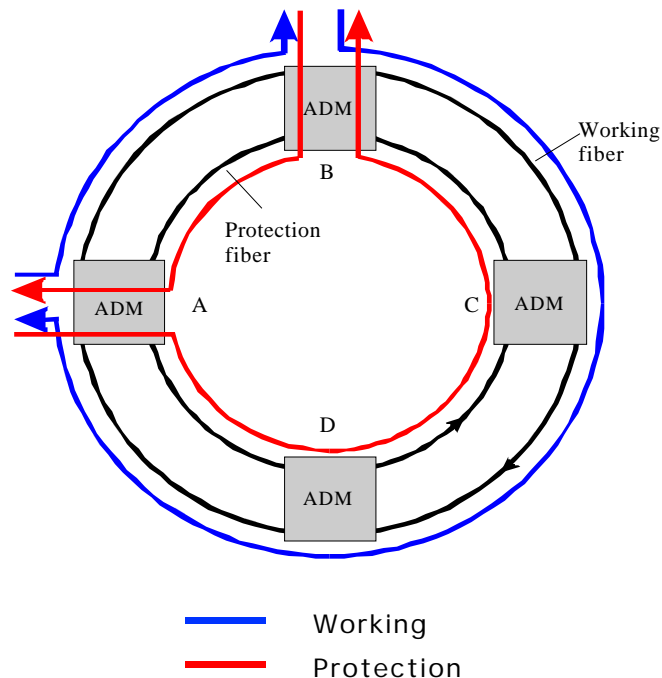 ADM
B
Working
fiber
Protection
fiber
ADM
A
C
ADM
D
ADM
Working
Protection